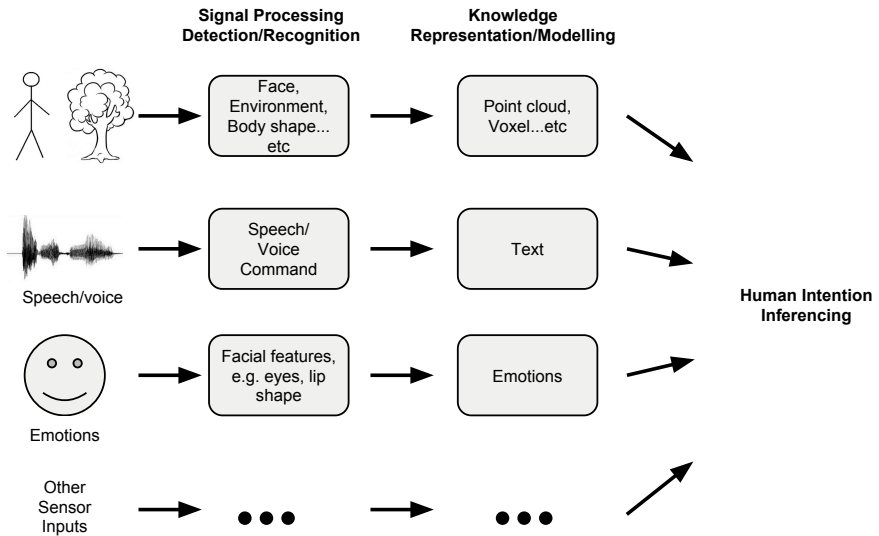 Signal Processing
Detection/Recognition
Knowledge
Representation/Modelling
Face,
Environment,
Body shape...
etc
Point cloud,
Voxel...etc
Speech/voice
Speech/
Voice
Command
Text
Human Intention
Inferencing
Emotions
Facial features,
e.g. eyes, lip
shape
Emotions
Other
Sensor
Inputs